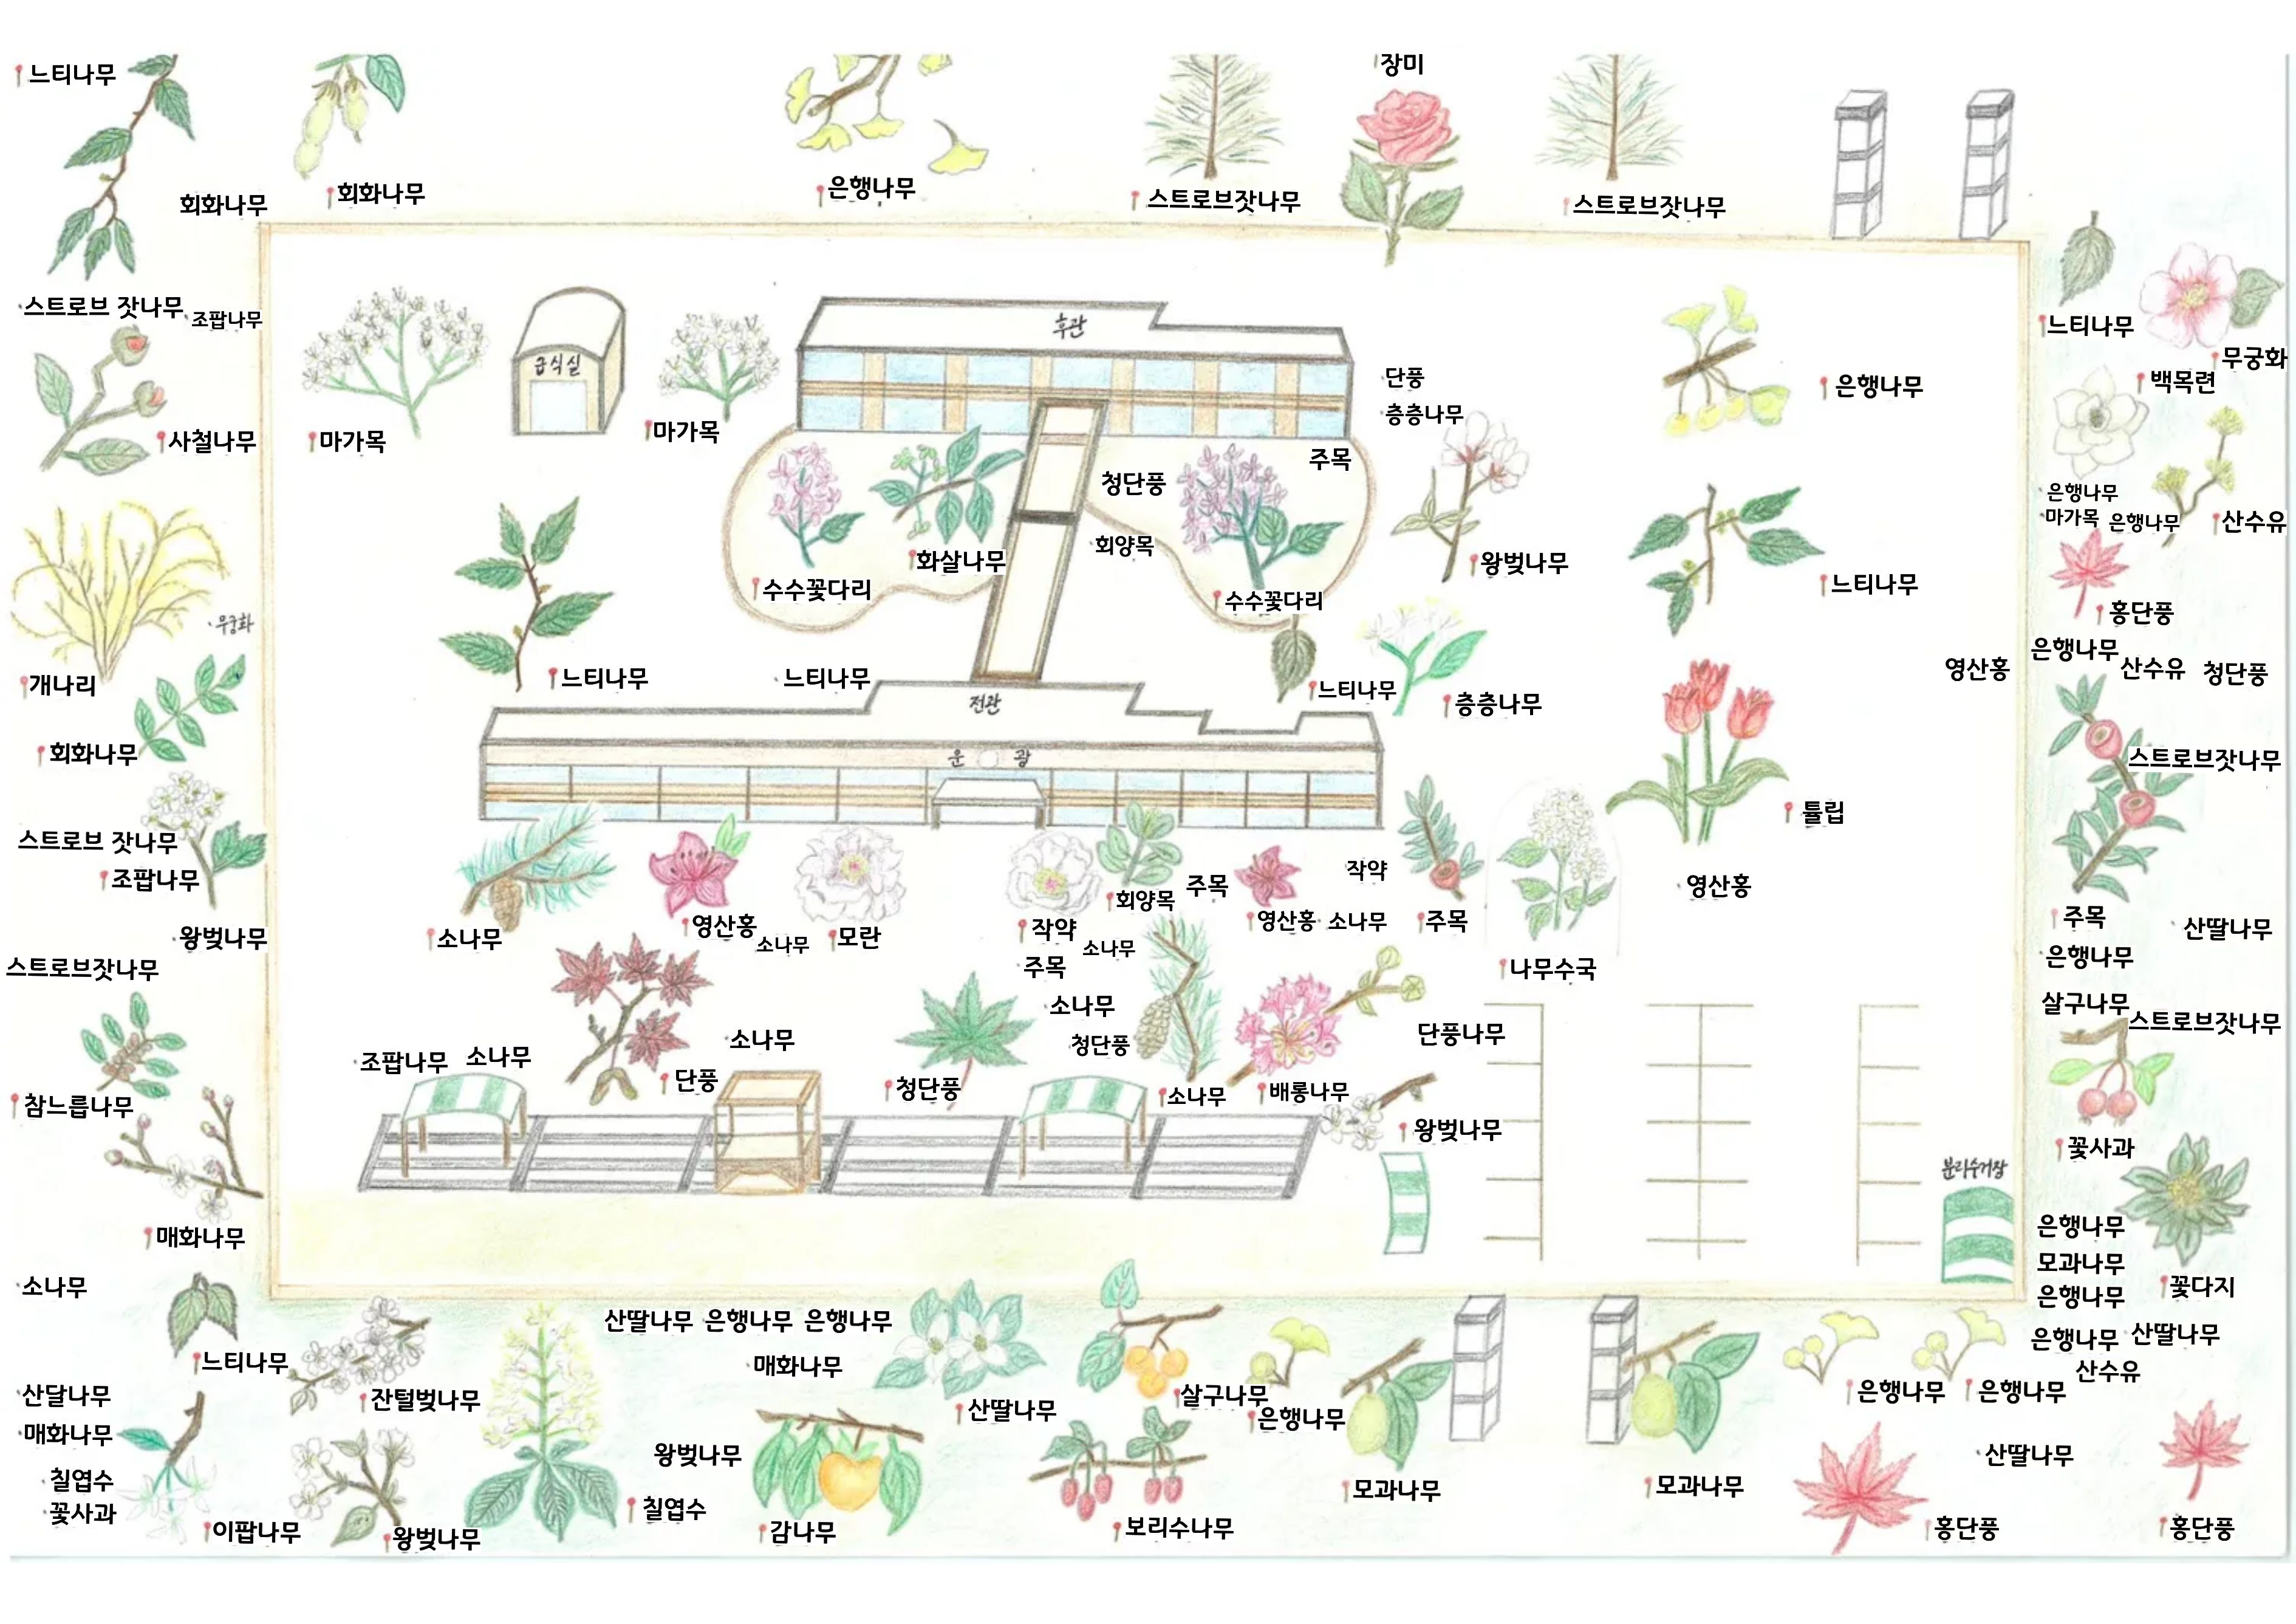 느티나무
장미
회화나무
회화나무
은행나무
스트로브잣나무
스트로브잣나무
스트로브 잣나무
조팝나무
사철나무
개나리
무궁화
회화나무
스트로브 잣나무
조팝나무
왕벚나무
스트로브잣나무
참느릅나무
매화나무
소나무
마가목
급식실
마가목
후관
단풍
층층나무
주목
청단풍
회양목
화살나무
수수꽃다리
수수꽃다리
왕벚나무
은행나무
느티나무
느티나무
느티나무
느티나무
층층나무
전관
운 광
튤립
영산홍
영산홍
소나무
영산홍
소나무
모란
작약
소나무
주목
회양목
주목
영산홍
소나무
작약
주목
나무수국
소나무
청단풍
소나무
배롱나무
단풍나무
왕벚나무
조팝나무
소나무
단풍
소나무
청단풍
분리수거장
느티나무
무궁화
백목련
은행나무
마가목
은행나무
산수유
홍단풍
은행나무
산수유
청단풍
스트로브잣나무
주목
산딸나무
은행나무
살구나무
스트로브잣나무
꽃사과
은행나무
모과나무
은행나무
꽃다지
은행나무
산딸나무
산수유
느티나무
잔털벚나무
산달나무
매화나무
칠엽수
꽃사과
이팝나무
왕벚나무
칠엽수
산딸나무 은행나무 은행나무
매화나무
왕벚나무
감나무
산딸나무
살구나무
은행나무
보리수나무
모과나무
모과나무
은행나무
은행나무
산딸나무
홍단풍
홍단풍